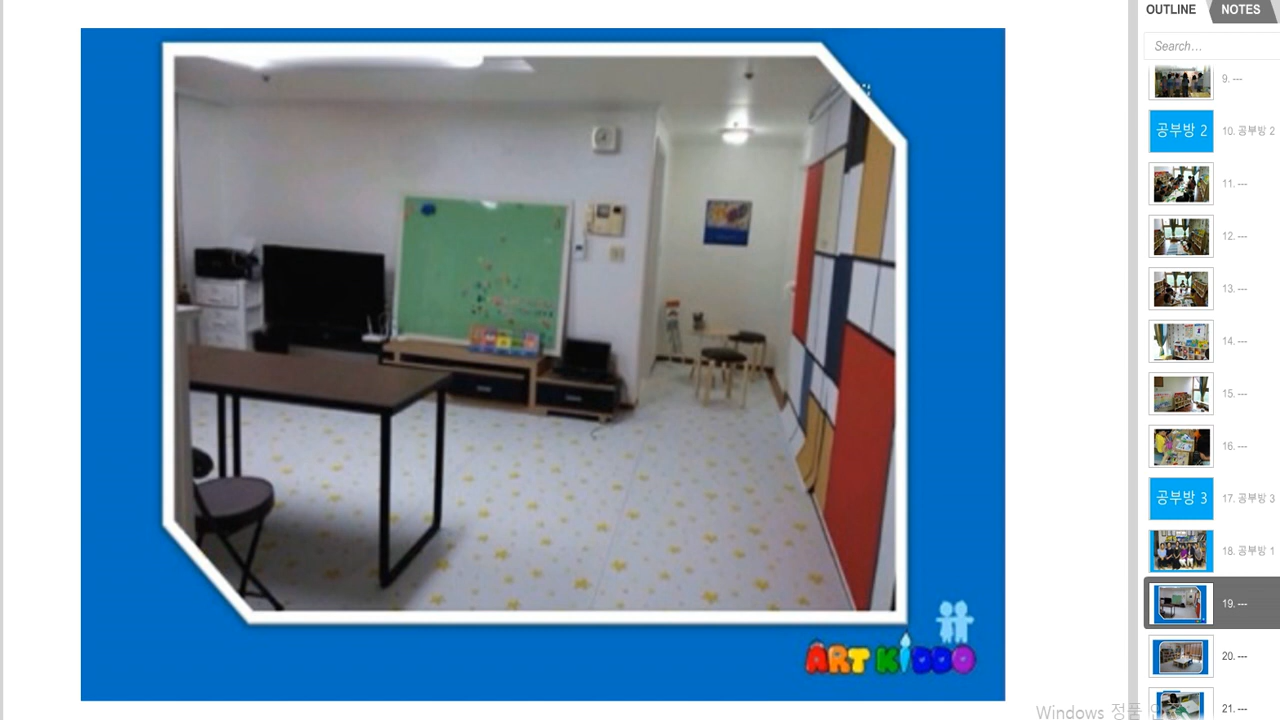 OUTLINE
NOTES
Search...
9. ---
공부방 2
10. 공부방 2
11. ---
12. ---
13. ---
14. ---
15. ---
16. ---
공부방 3
17. 공부방 3
18. 공부방 1
19. ---
20. ---
21. ---
ART KiDDO
Windows 정품